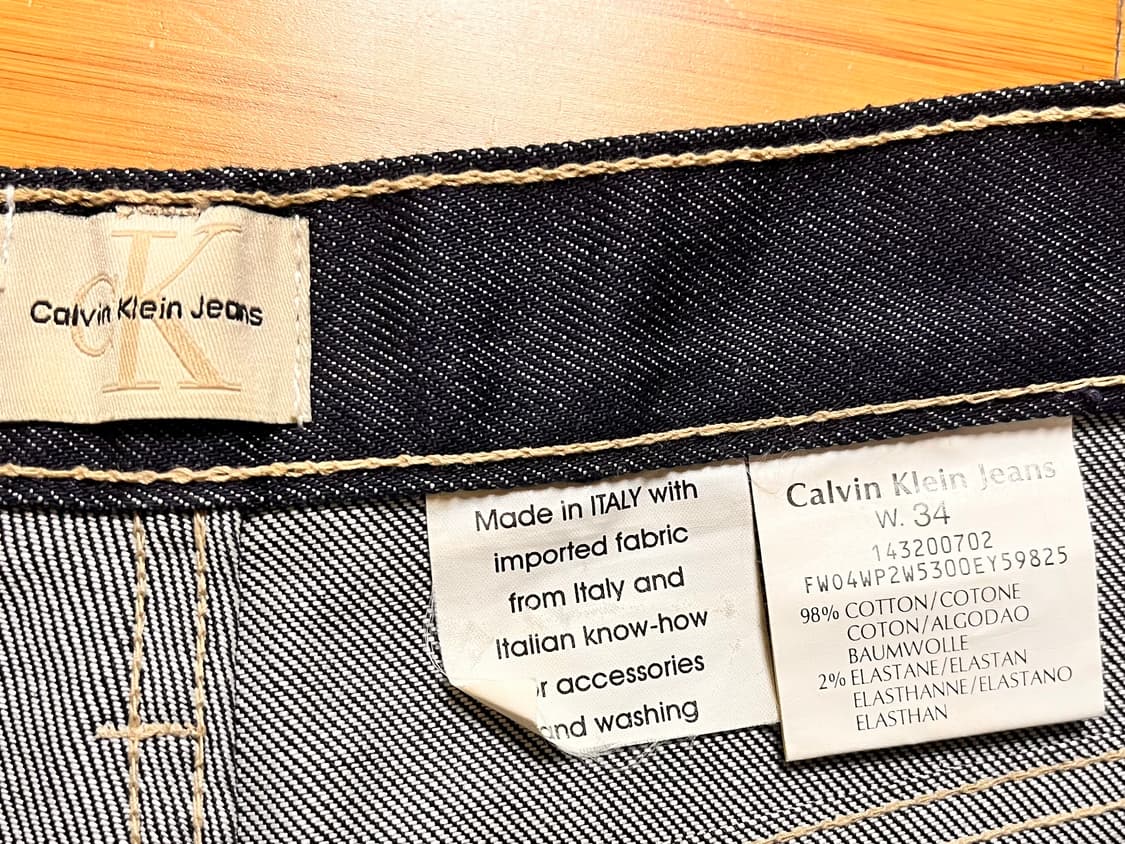 cK
Calvin Klein Jeans
Made in ITALY with
imported fabric
from Italy and
Italian know-how
r accessories
and washing
Calvin Klein Jeans
W. 34
143200702
FW04WP2W5300EY59825
98% COTTON/COTONE
COTON/ALGODAO
BAUMWOLLE
2% ELASTANE/ELASTAN
ELASTHANNE/ELASTANO
ELASTHAN